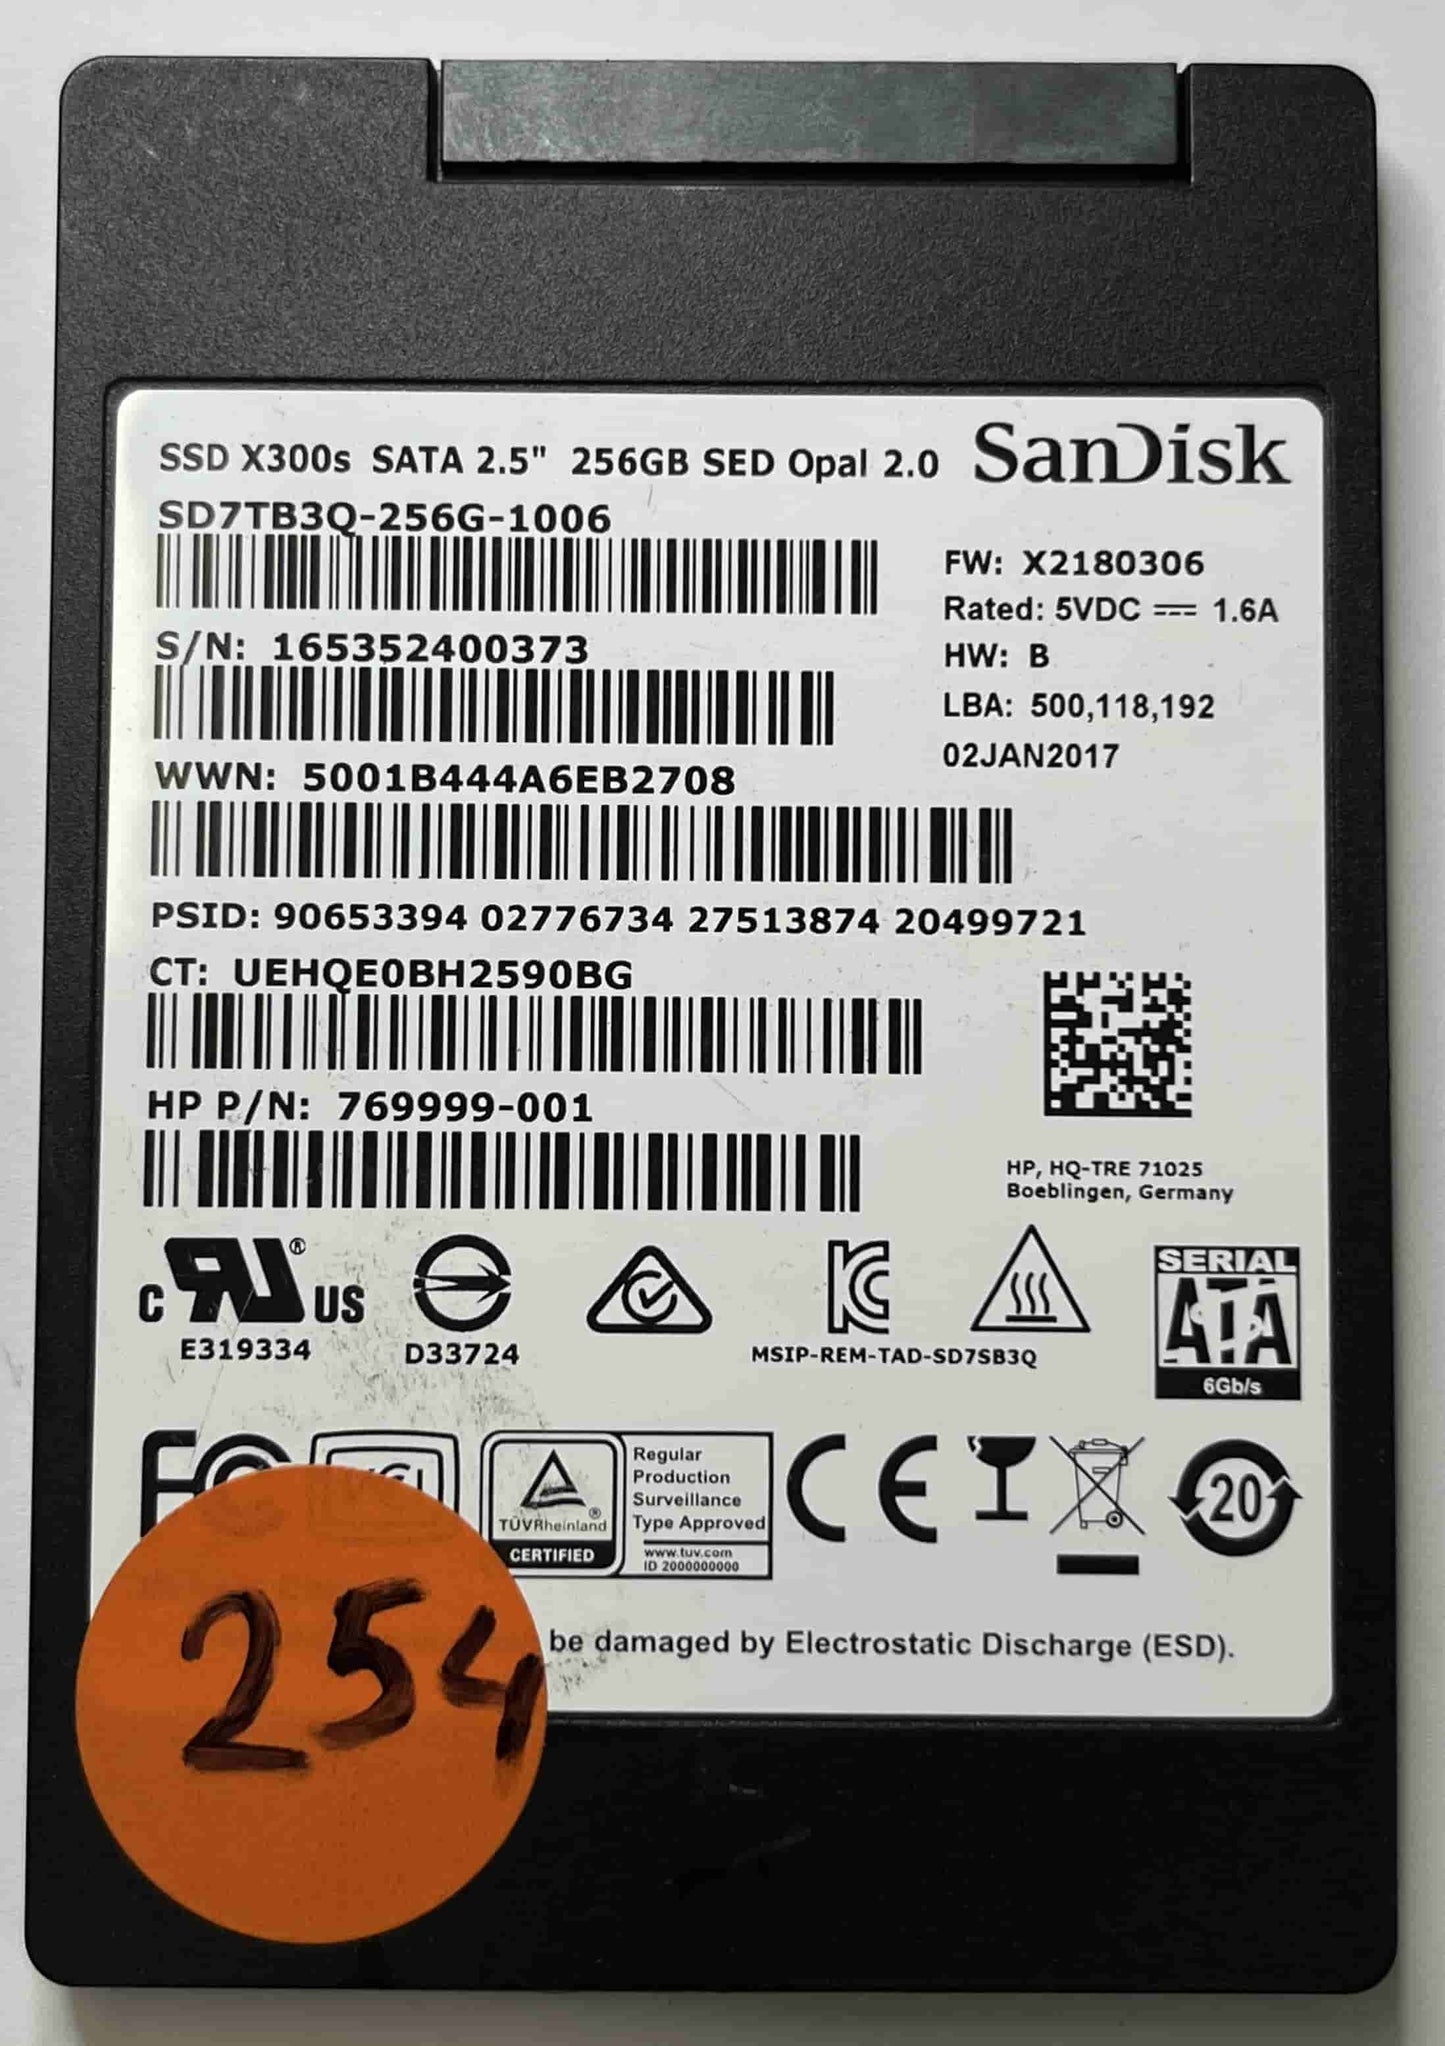 SSD X300s SATA 2.5" 256GB SED Opal 2.0 SanDisk
SD7TB3Q-256G-1006
FW: X2180306
Rated: 5VDC ⎓ 1.6A
S/N: 165352400373
HW: B
LBA: 500,118,192
02JAN2017
WWN: 5001B444A6EB2708
PSID: 90653394 02776734 27513874 20499721
CT: UEHQE0BH2590BG
HP P/N: 769999-001
HP, HQ-TRE 71025
Boeblingen, Germany
C RU ® US
E319334
D33724
MSIP-REM-TAD-SD7SB3Q
SERIAL
ATA
6Gb/s
TÜVRheinland ®
CERTIFIED
Regular
Production
Surveillance
Type Approved
www.tuv.com
ID 2000000000
CE
20
be damaged by Electrostatic Discharge (ESD).
254